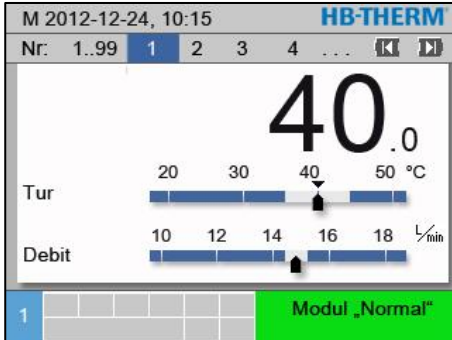 M 2012-12-24, 10:15 HB-THERM
Nr: 1..99 1 2 3 4 ...
40.0
20 30 40 50 °C
Tur
10 12 14 16 18 L/min
Debit
1 Modul „Normal“